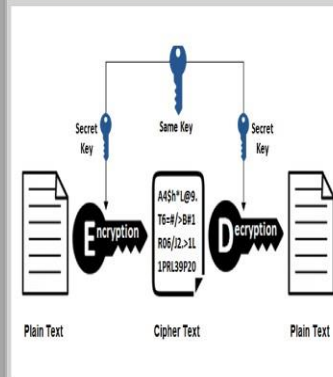 Secret
Key
Same Key
Secret
Key
Encryption
A4$h*L@9.
T6=#/>B#1
R06/J2.>1L
1PRL39P20
Decryption
Plain Text
Cipher Text
Plain Text